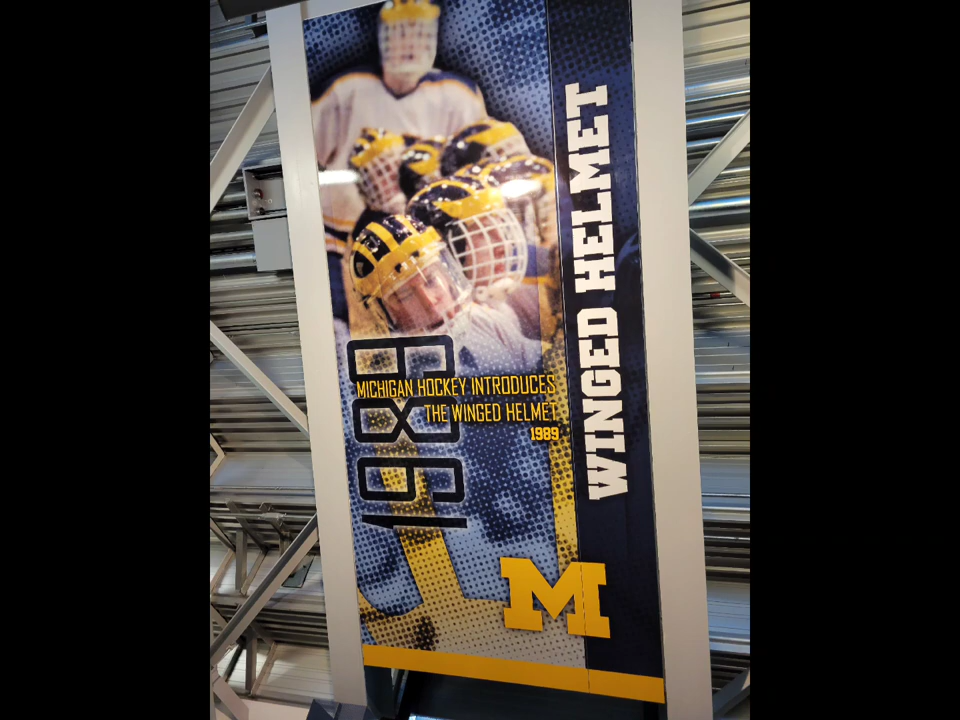 WINGED HELMET
1989
MICHIGAN HOCKEY INTRODUCES
THE WINGED HELMET
1989
M